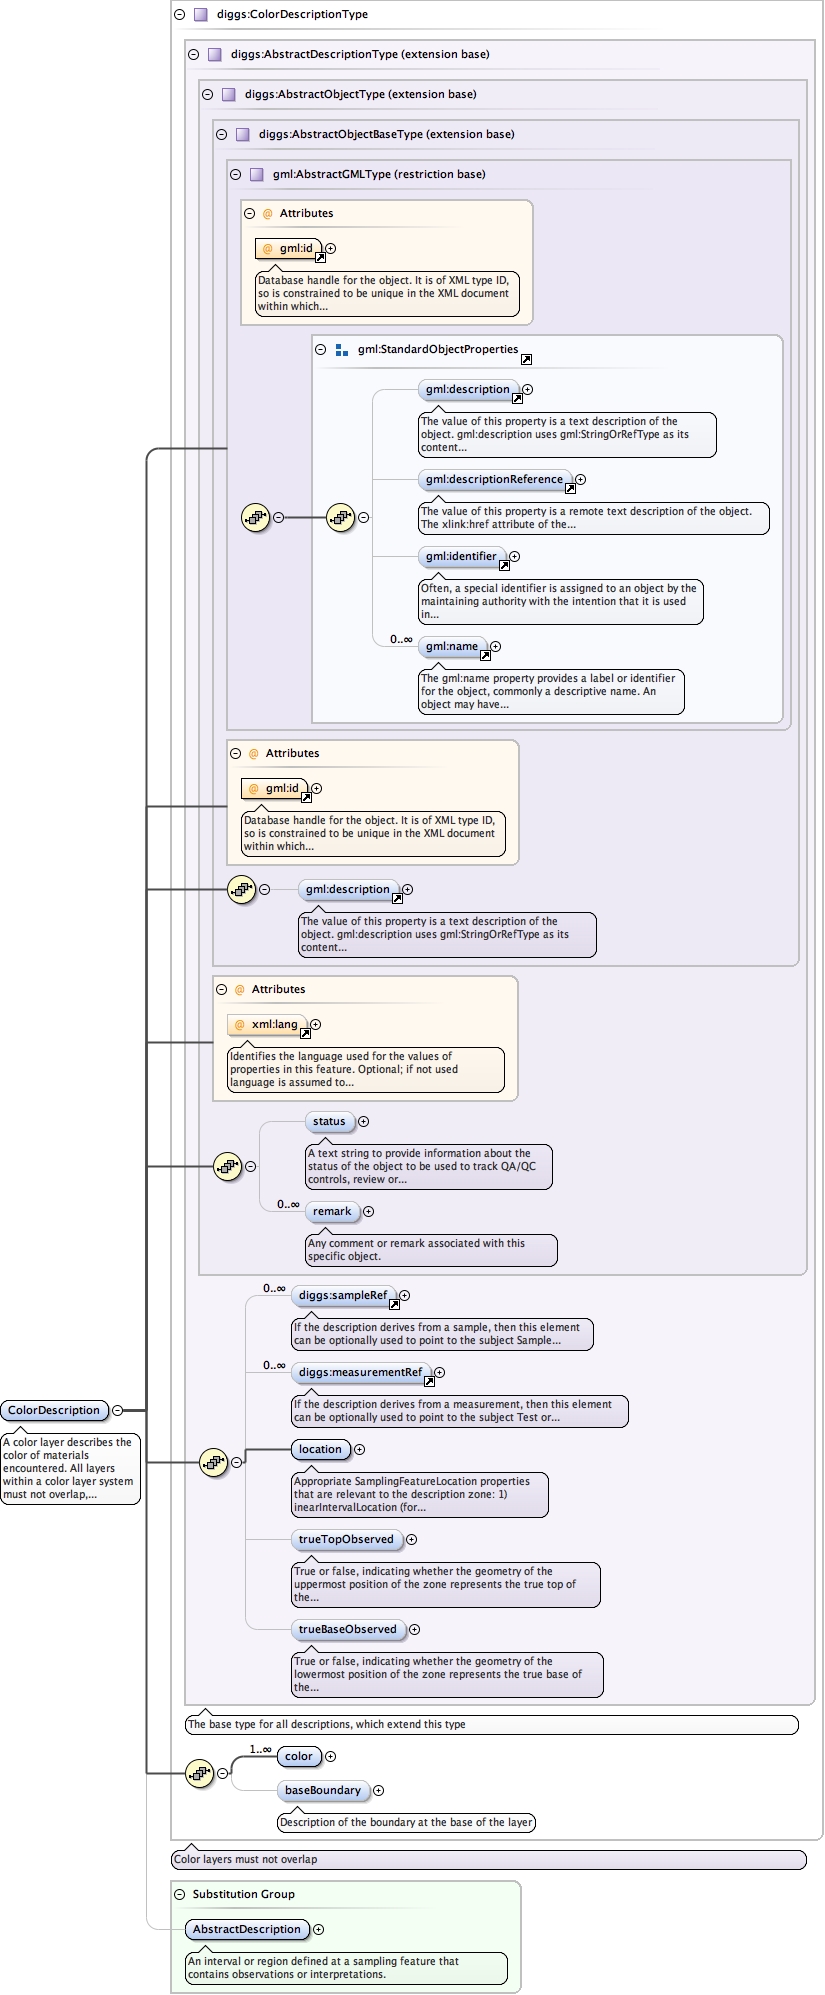 diggs:ColorDescriptionType
diggs:AbstractDescriptionType (extension base)
diggs:AbstractObjectType (extension base)
diggs:AbstractObjectBaseType (extension base)
gml:AbstractGMLType (restriction base)
@ Attributes
@ gml:id
Database handle for the object. It is of XML type ID,
so is constrained to be unique in the XML document
within which...
gml:StandardObjectProperties
gml:description
The value of this property is a text description of the
object. gml:description uses gml:StringOrRefType as its
content...
gml:descriptionReference
The value of this property is a remote text description of the object.
The xlink:href attribute of the...
gml:identifier
Often, a special identifier is assigned to an object by the
maintaining authority with the intention that it is used
in...
0..∞
gml:name
The gml:name property provides a label or identifier
for the object, commonly a descriptive name. An
object may have...
@ Attributes
@ gml:id
Database handle for the object. It is of XML type ID,
so is constrained to be unique in the XML document
within which...
gml:description
The value of this property is a text description of the
object. gml:description uses gml:StringOrRefType as its
content...
@ Attributes
@ xml:lang
Identifies the language used for the values of
properties in this feature. Optional; if not used
language is assumed to...
status
A text string to provide information about the
status of the object to be used to track QA/QC
controls, review or...
0..∞
remark
Any comment or remark associated with this
specific object.
0..∞
diggs:sampleRef
If the description derives from a sample, then this element
can be optionally used to point to the subject Sample...
0..∞
diggs:measurementRef
If the description derives from a measurement, then this element
can be optionally used to point to the subject Test or...
ColorDescription
A color layer describes the
color of materials
encountered. All layers
within a color layer system
must not overlap,...
location
Appropriate SamplingFeatureLocation properties
that are relevant to the description zone: 1)
inearIntervalLocation (for...
trueTopObserved
True or false, indicating whether the geometry of the
uppermost position of the zone represents the true top of
the...
trueBaseObserved
True or false, indicating whether the geometry of the
lowermost position of the zone represents the true base of
the...
The base type for all descriptions, which extend this type
1..∞
color
baseBoundary
Description of the boundary at the base of the layer
Color layers must not overlap
Substitution Group
AbstractDescription
An interval or region defined at a sampling feature that
contains observations or interpretations.